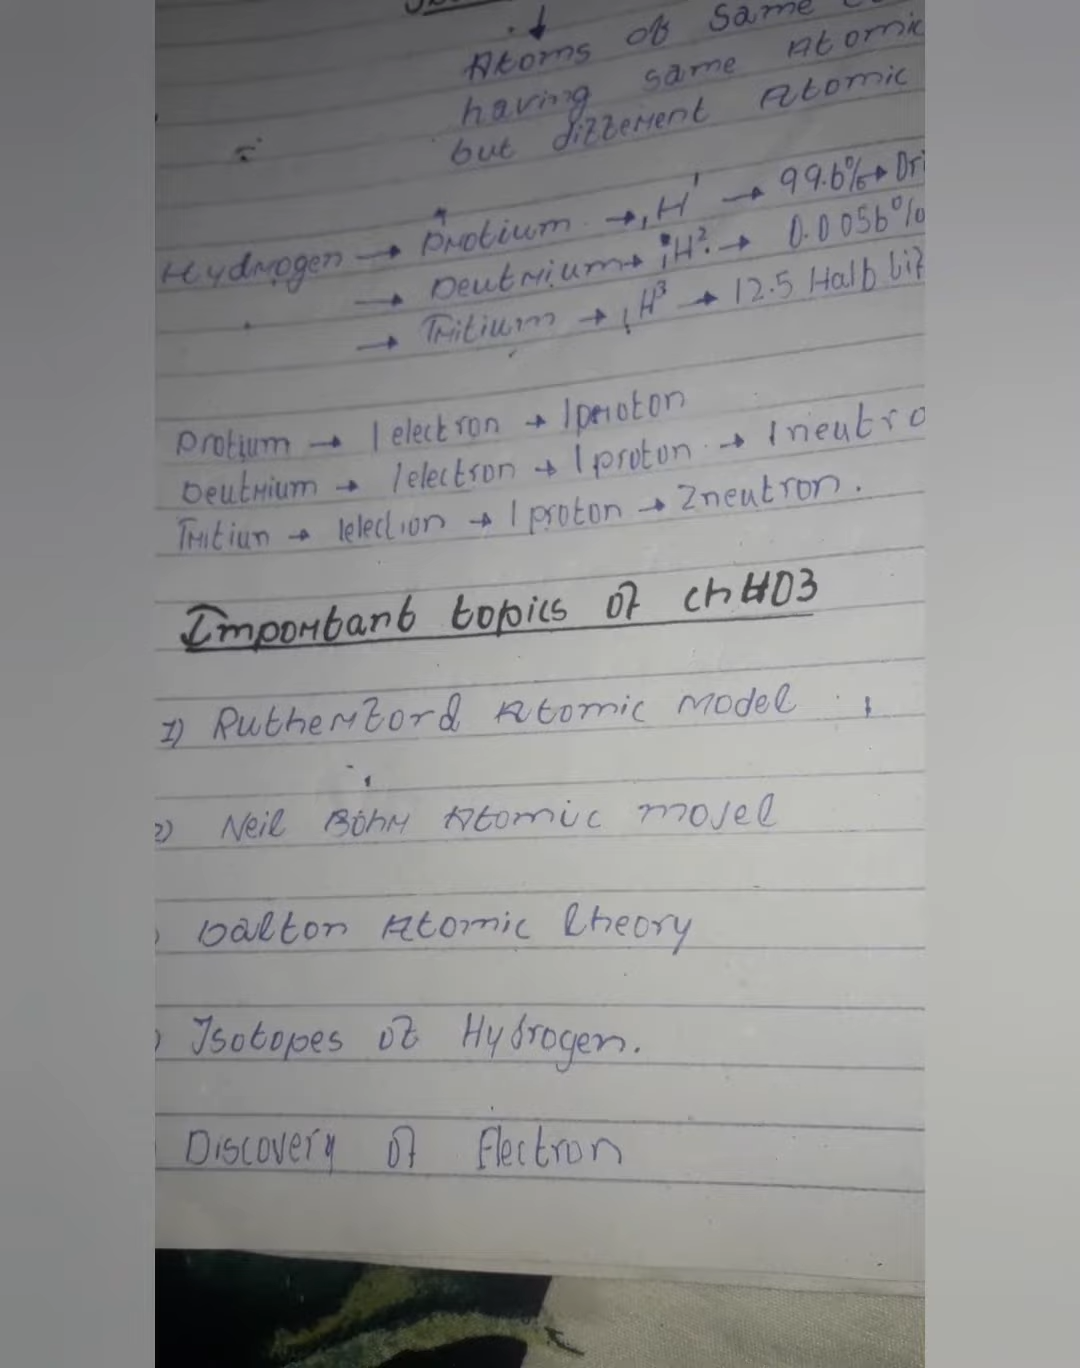 Atoms of same
having same Atomic
but different Atomic
Hydrogen → Protium → ₁H¹ → 99.6% →
→ Deutrium → ₁H² → 0.0056%
→ Tritium → ₁H³ → 12.5 Half lif
Protium → 1 electron → 1 proton
Deutrium → 1 electron → 1 proton → 1 neutro
Tritiun → 1 election → 1 proton → 2 neutron.
Important topics of ch#03
1) Rutherford Atomic Model
2) Neil Bohr Atomic model
Dalton Atomic theory
Isotopes of Hydrogen.
Discovery of Electron